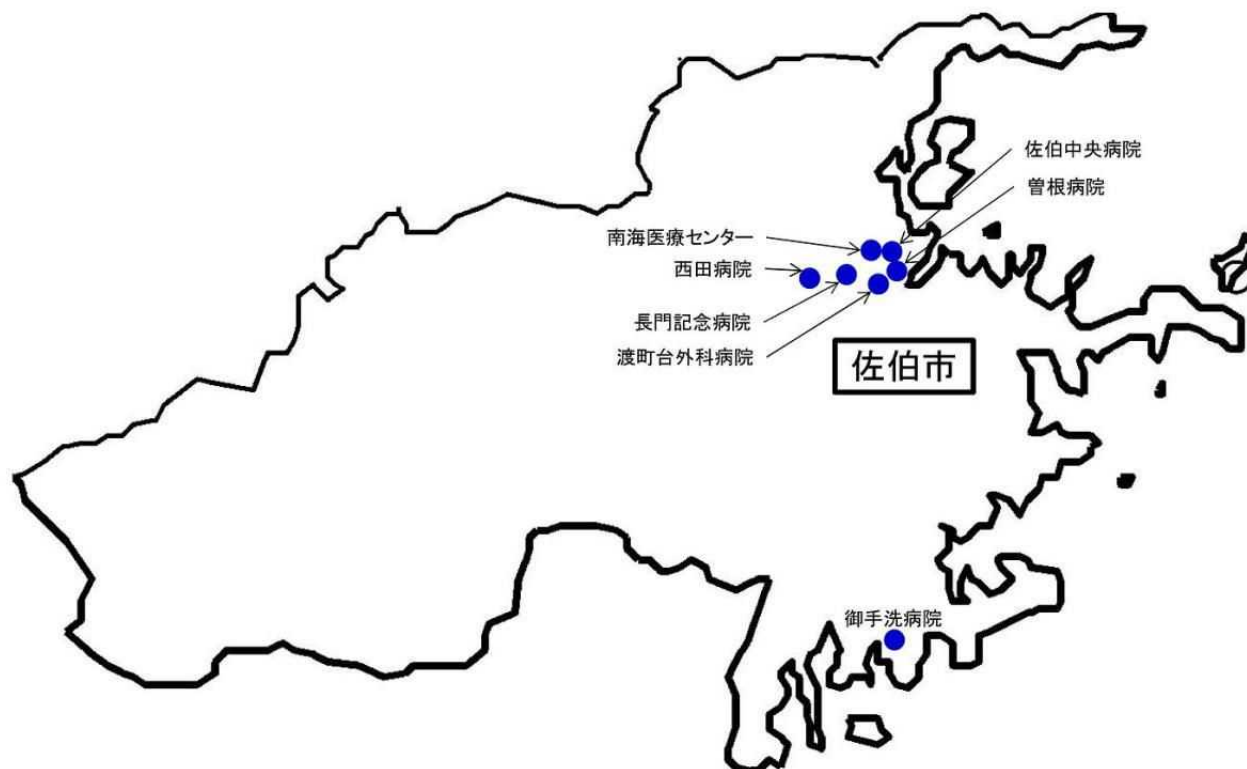 佐伯中央病院
曽根病院
南海医療センター
西田病院
長門記念病院
渡町台外科病院
佐伯市
御手洗病院